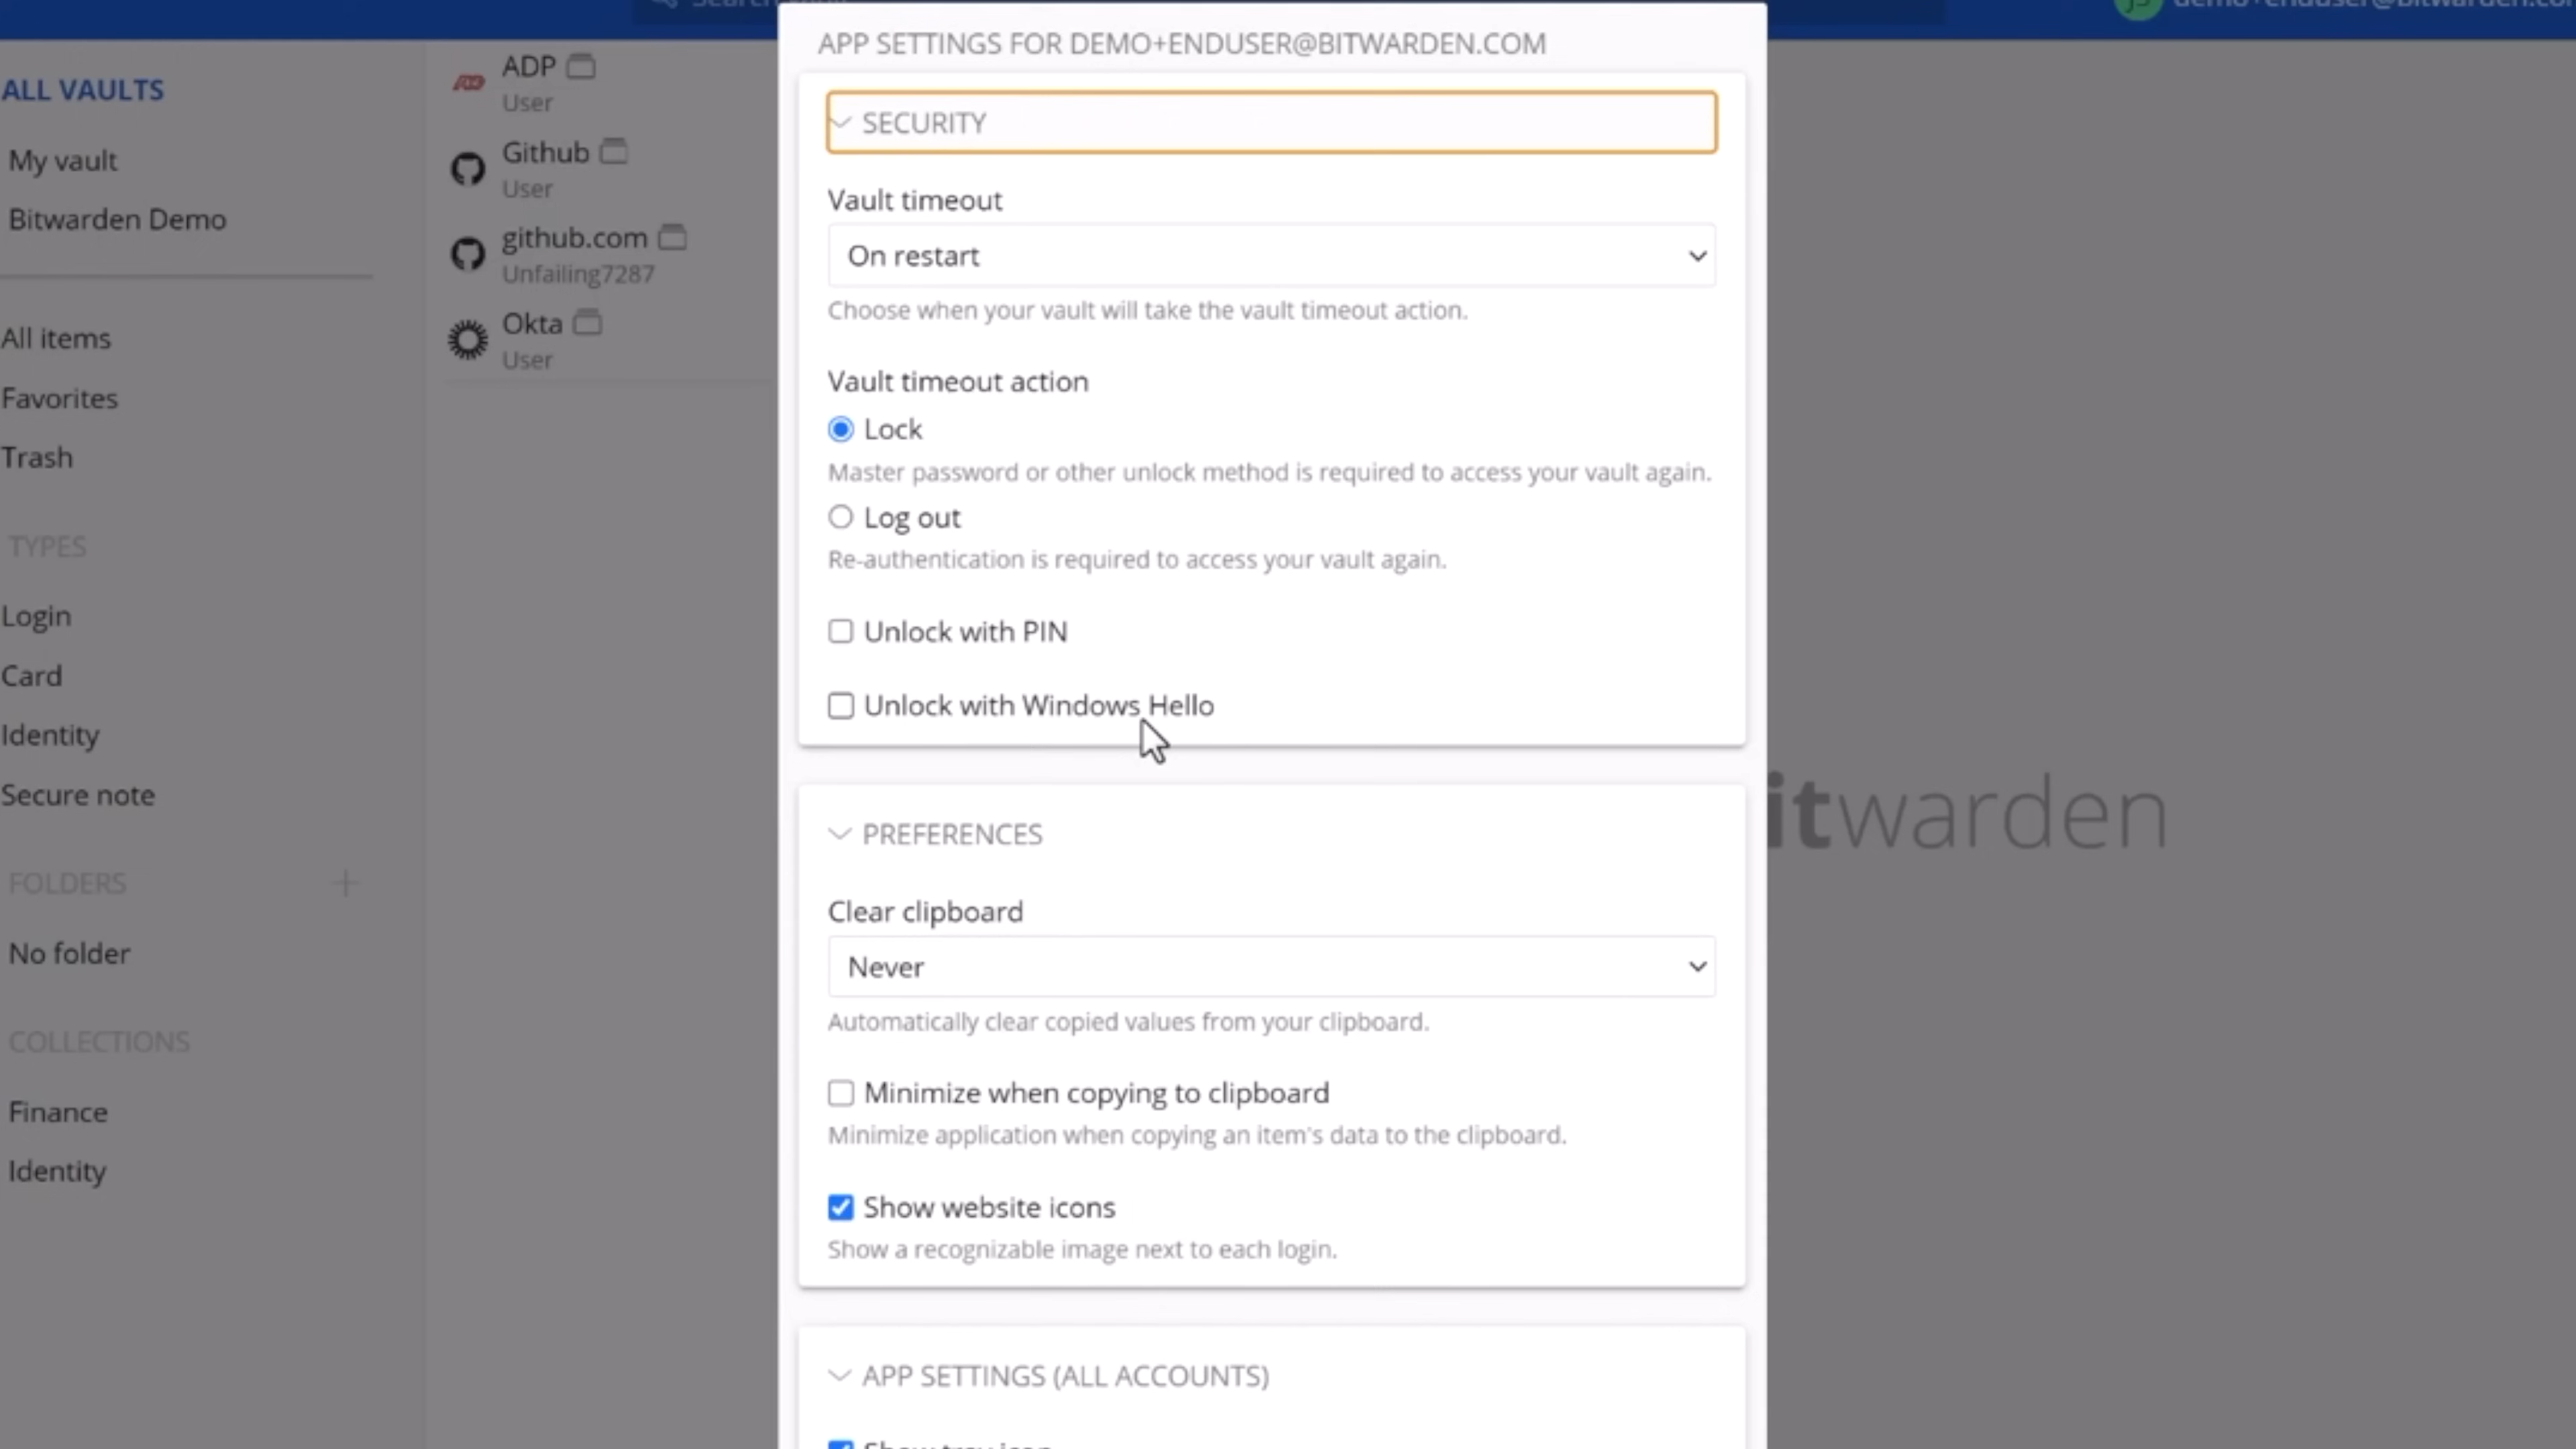 APP SETTINGS FOR DEMO+ENDUSER@BITWARDEN.COM
ALL VAULTS
My vault
Bitwarden Demo
All items
Favorites
Trash
TYPES
Login
Card
Identity
Secure note
FOLDERS
No folder
COLLECTIONS
Finance
Identity
ADP
User
Github
User
github.com
Unfailing7287
Okta
User
SECURITY
Vault timeout
On restart
Choose when your vault will take the vault timeout action.
Vault timeout action
Lock
Master password or other unlock method is required to access your vault again.
Log out
Re-authentication is required to access your vault again.
Unlock with PIN
Unlock with Windows Hello
PREFERENCES
Clear clipboard
Never
Automatically clear copied values from your clipboard.
Minimize when copying to clipboard
Minimize application when copying an item's data to the clipboard.
Show website icons
Show a recognizable image next to each login.
APP SETTINGS (ALL ACCOUNTS)
Show tray icon
itwarden